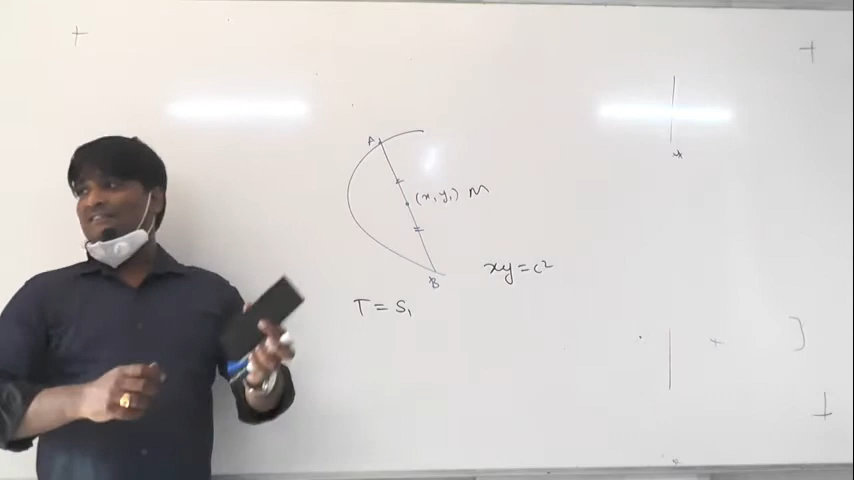 A
(x₁ y₁) M
B
xy = c²
T = S₁